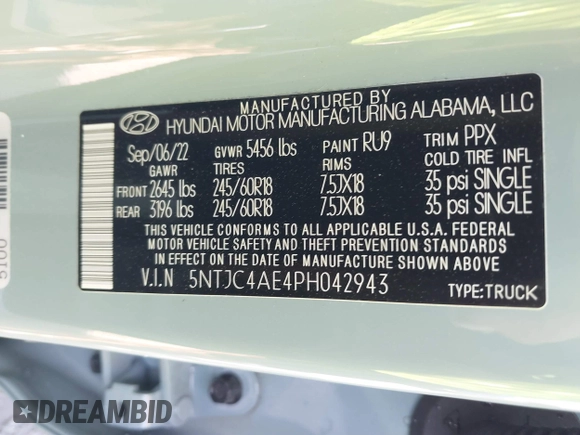 MANUFACTURED BY
HYUNDAI MOTOR MANUFACTURING ALABAMA, LLC
Sep/06/22 GVWR 5456 lbs PAINT RU9 TRIM PPX
GAWR TIRES RIMS COLD TIRE INFL
FRONT 2645 lbs 245/60R18 7.5JX18 35 psi SINGLE
REAR 3196 lbs 245/60R18 7.5JX18 35 psi SINGLE
THIS VEHICLE CONFORMS TO ALL APPLICABLE U.S.A. FEDERAL
MOTOR VEHICLE SAFETY AND THEFT PREVENTION STANDARDS
IN EFFECT ON THE DATE OF MANUFACTURE SHOWN ABOVE.
V.I.N 5NTJC4AE4PH042943
TYPE:TRUCK
5100
DREAMBID